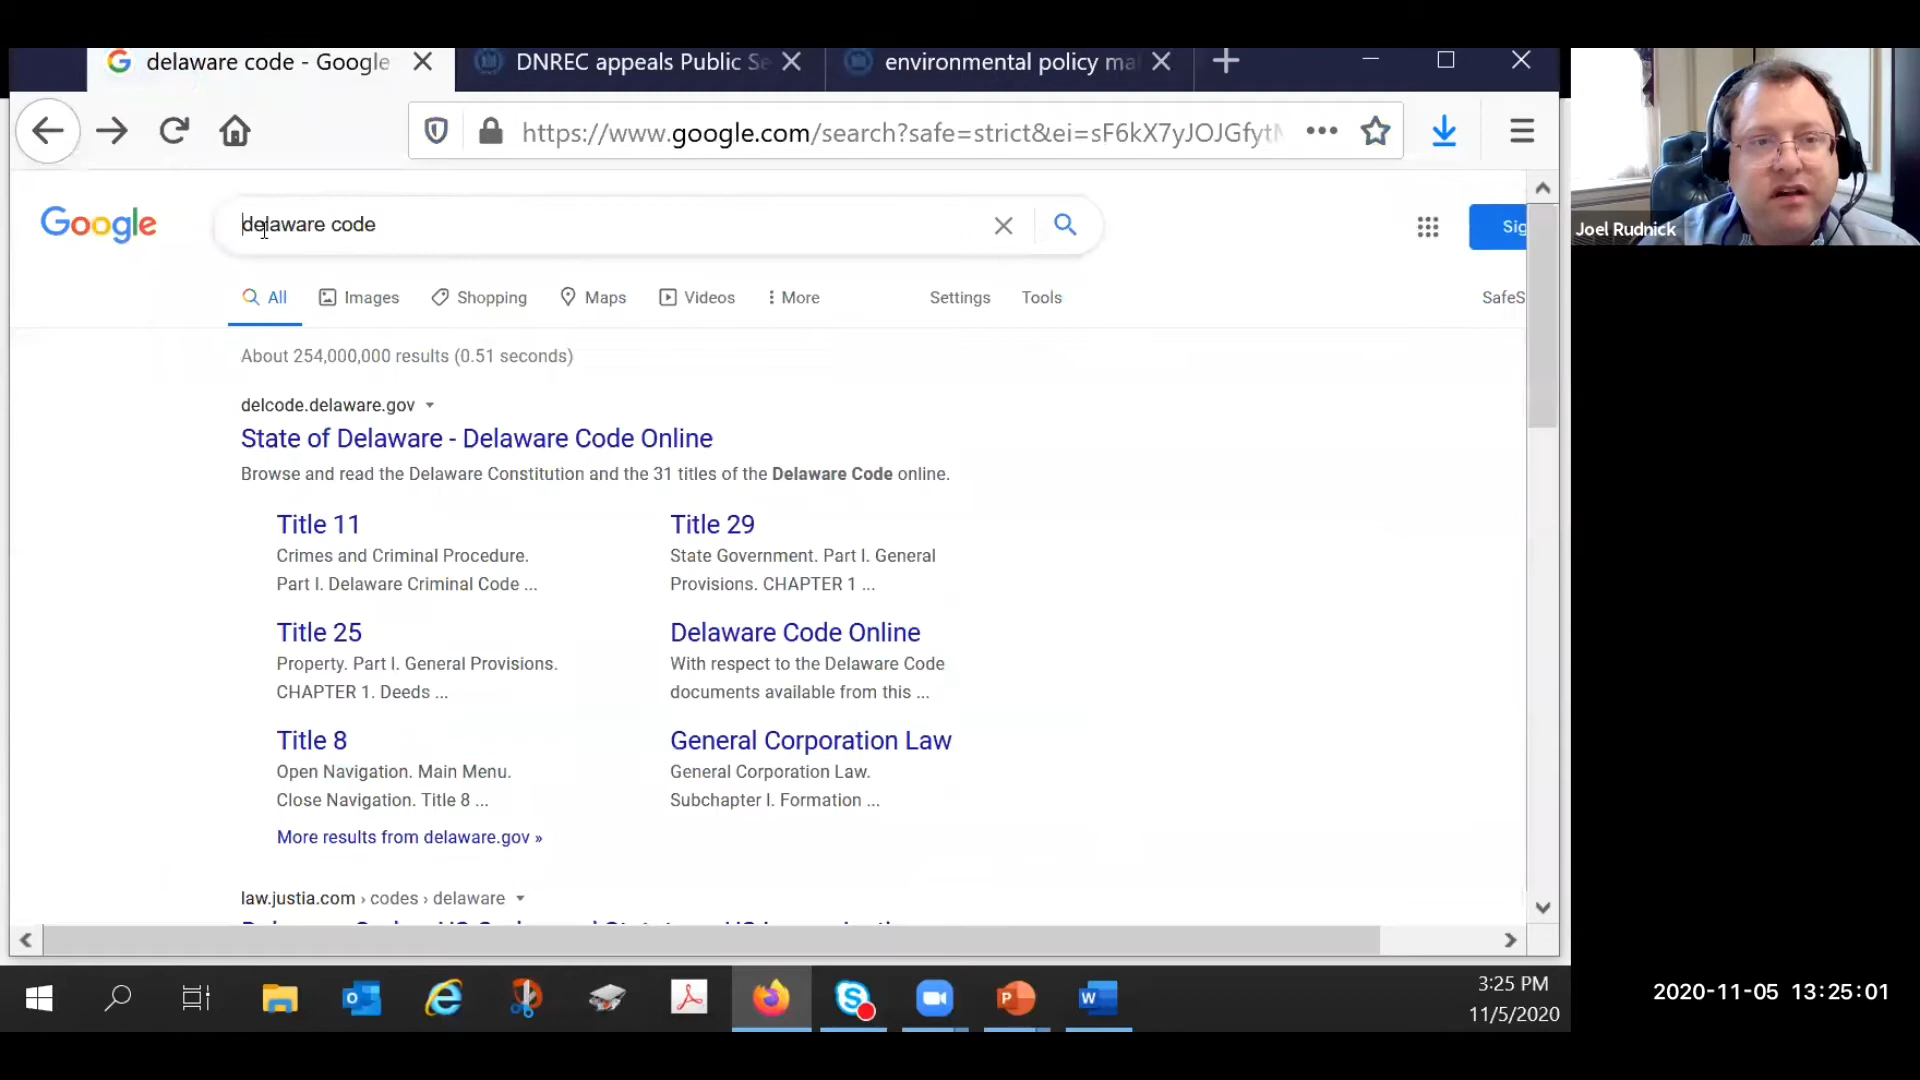 delaware code - Google
DNREC appeals Public Se
environmental policy ma
https://www.google.com/search?safe=strict&ei=sF6kX7yJOJGfyt
Google
delaware code
Sig
Joel Rudnick
All
Images
Shopping
Maps
Videos
More
Settings
Tools
SafeS
About 254,000,000 results (0.51 seconds)
delcode.delaware.gov
State of Delaware - Delaware Code Online
Browse and read the Delaware Constitution and the 31 titles of the Delaware Code online.
Title 11
Crimes and Criminal Procedure.
Part I. Delaware Criminal Code ...
Title 29
State Government. Part I. General
Provisions. CHAPTER 1 ...
Title 25
Property. Part I. General Provisions.
CHAPTER 1. Deeds ...
Delaware Code Online
With respect to the Delaware Code
documents available from this ...
Title 8
Open Navigation. Main Menu.
Close Navigation. Title 8 ...
General Corporation Law
General Corporation Law.
Subchapter I. Formation ...
More results from delaware.gov »
law.justia.com › codes › delaware
3:25 PM
11/5/2020
2020-11-05 13:25:01